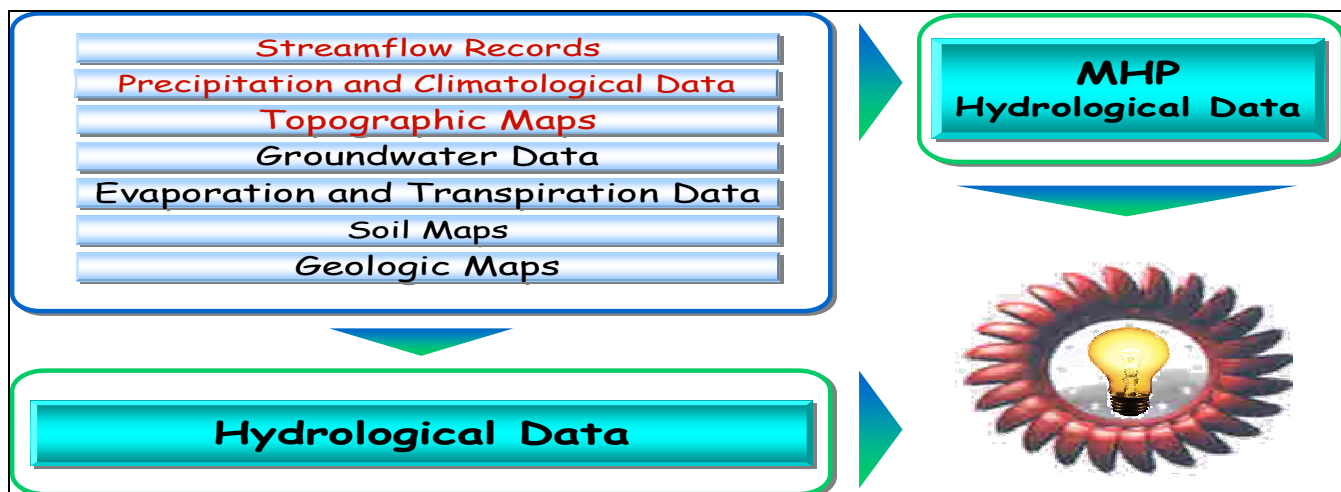 Streamflow Records
Precipitation and Climatological Data
Topographic Maps
Groundwater Data
Evaporation and Transpiration Data
Soil Maps
Geologic Maps
MHP
Hydrological Data
Hydrological Data